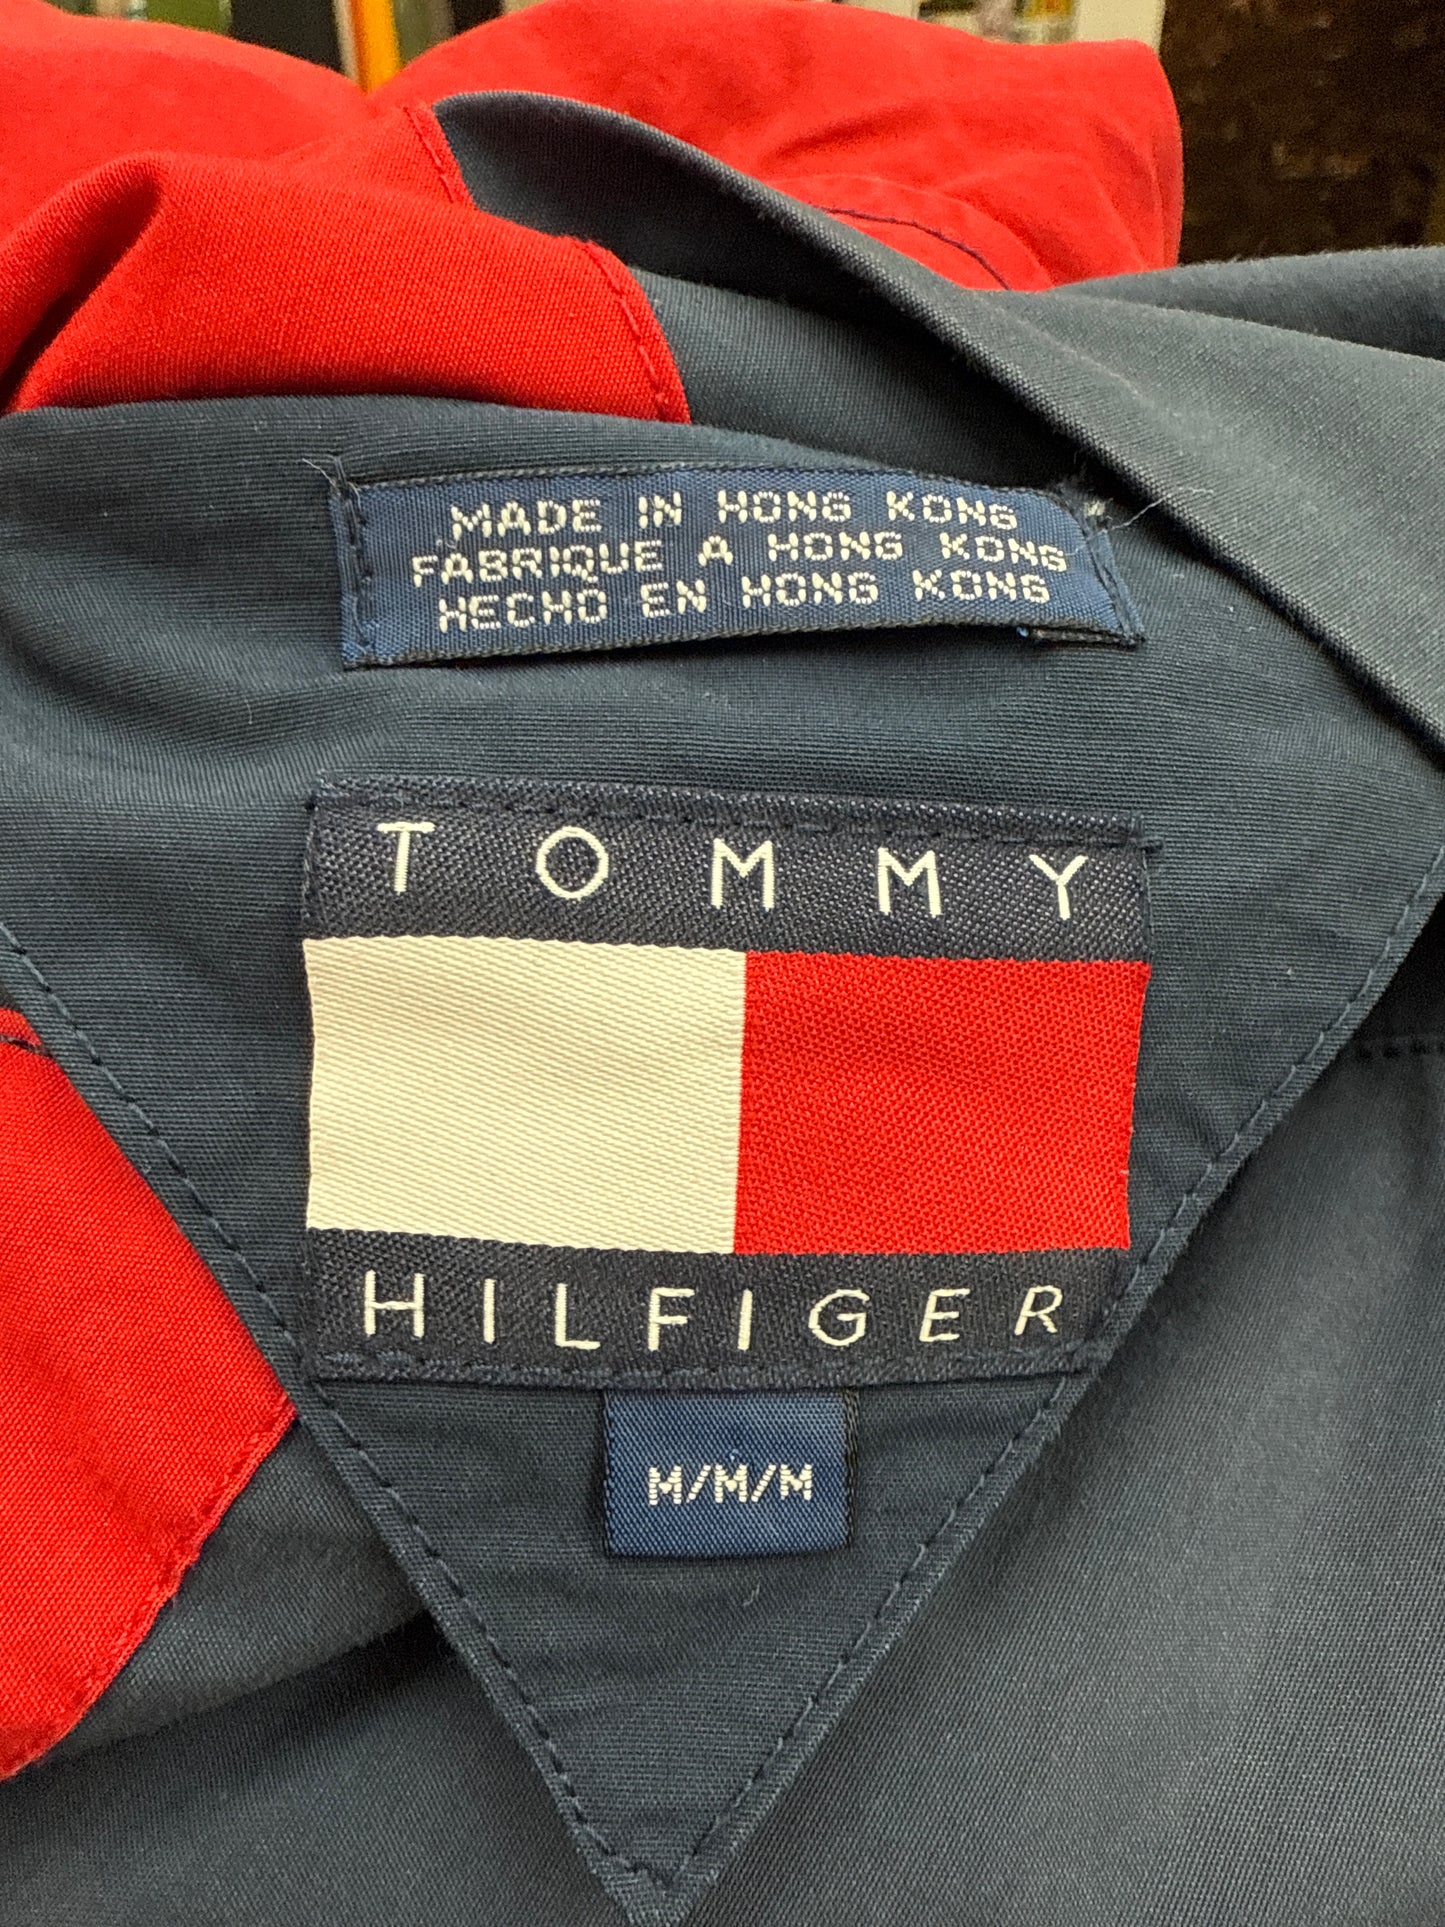 MADE IN HONG KONG
FABRIQUE A HONG KONG
HECHO EN HONG KONG
TOMMY
HILFIGER
M/M/M